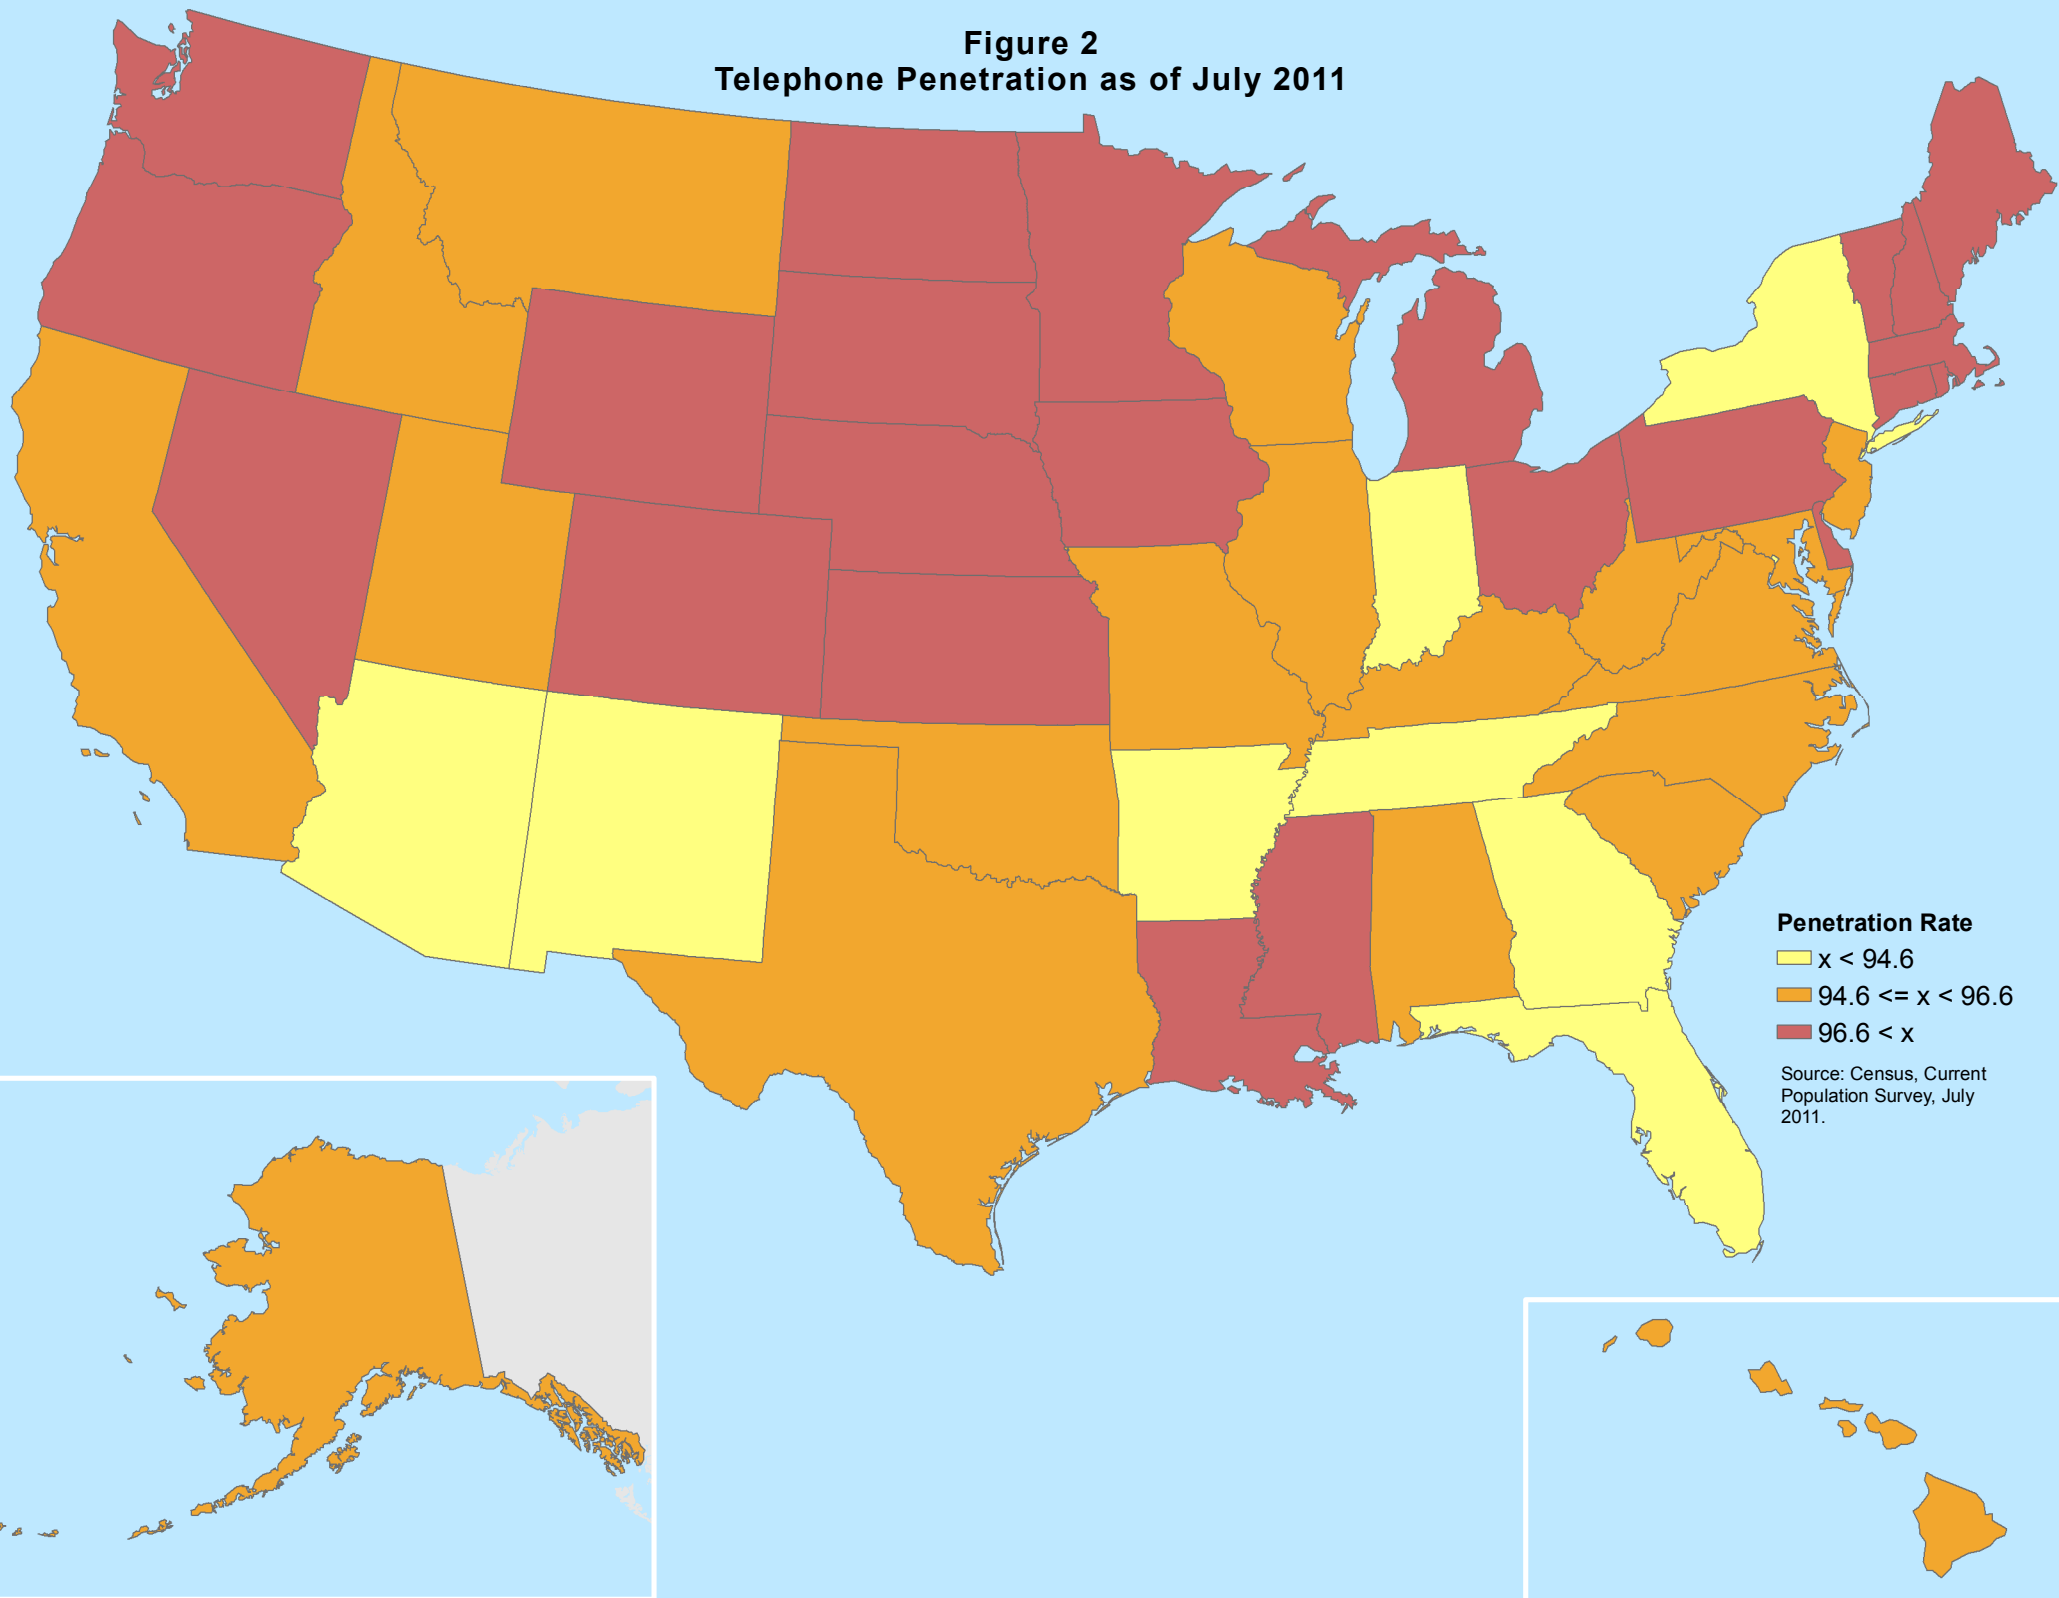 Figure 2
Telephone Penetration as of July 2011
Penetration Rate
x < 94.6
94.6 <= x < 96.6
96.6 < x
Source: Census, Current
Population Survey, July
2011.